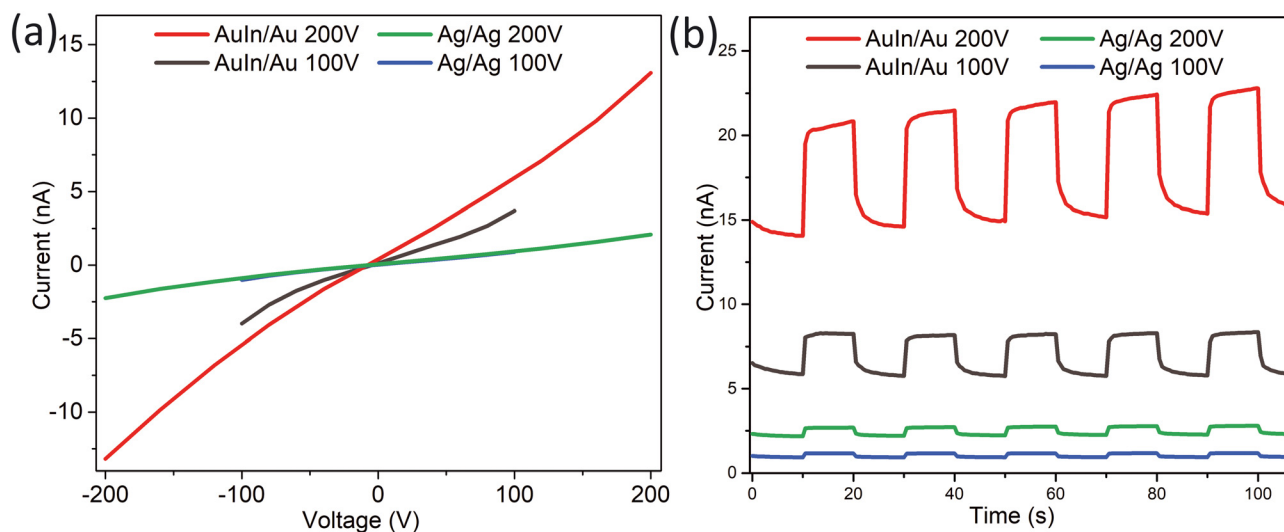 (a)
AuIn/Au 200V
Ag/Ag 200V
AuIn/Au 100V
Ag/Ag 100V
15
10
5
0
-5
-10
Current (nA)
-200
-100
0
100
200
Voltage (V)
(b)
AuIn/Au 200V
Ag/Ag 200V
AuIn/Au 100V
Ag/Ag 100V
25
20
15
10
5
0
Current (nA)
0
20
40
60
80
100
Time (s)